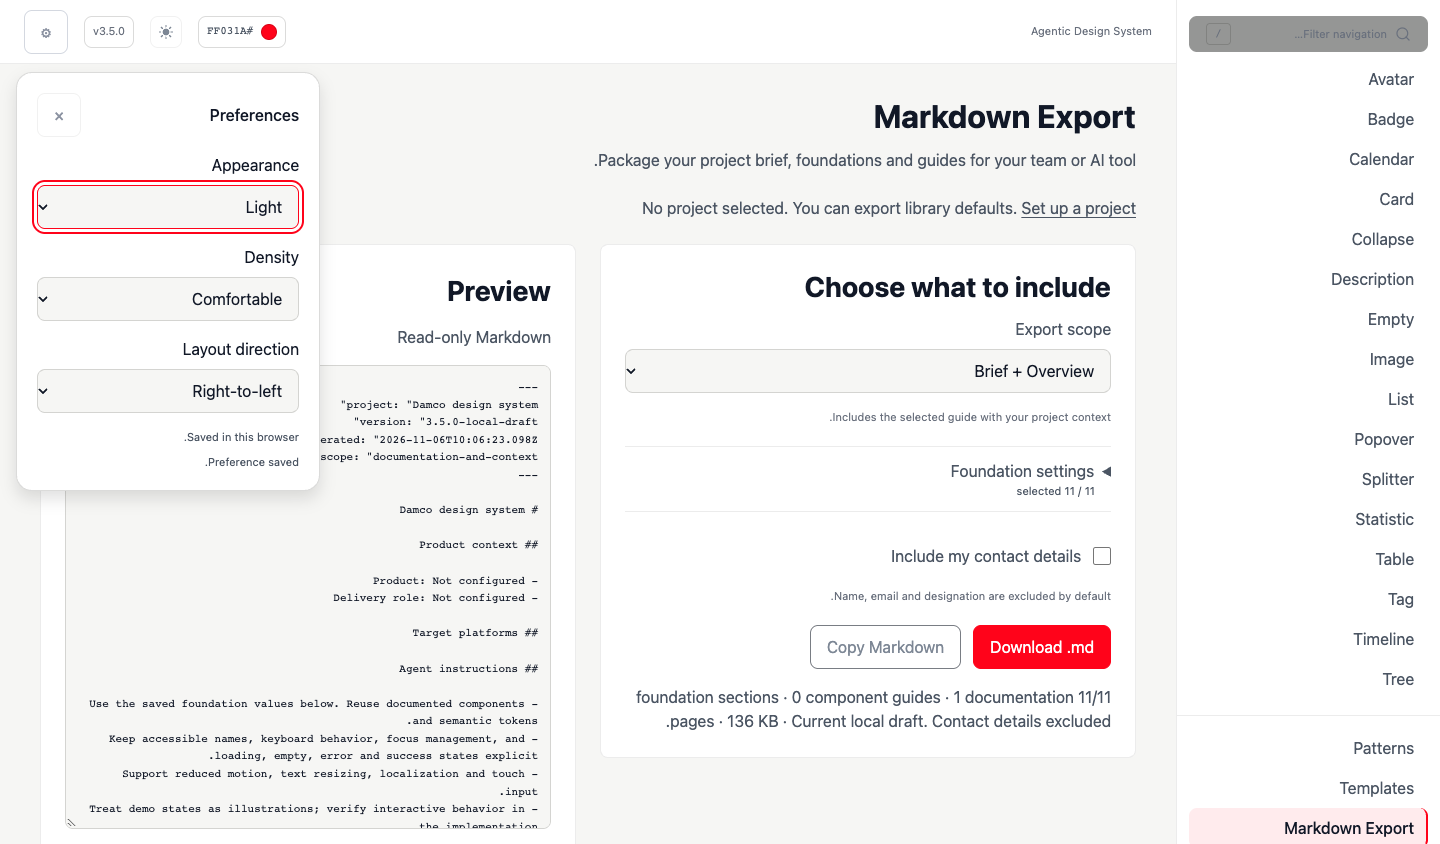 v3.5.0
FF031A#
Agentic Design System
/
Filter navigation...
Avatar
Badge
Calendar
Card
Collapse
Description
Empty
Image
List
Popover
Splitter
Statistic
Table
Tag
Timeline
Tree
Patterns
Templates
Markdown Export
Preferences
×
Appearance
Light
Density
Comfortable
Layout direction
Right-to-left
.Saved in this browser
.Preference saved
Markdown Export
.Package your project brief, foundations and guides for your team or AI tool
No project selected. You can export library defaults. Set up a project
Choose what to include
Export scope
Brief + Overview
.Includes the selected guide with your project context
Foundation settings
selected 11 / 11
Include my contact details
.Name, email and designation are excluded by default
Download .md
Copy Markdown
foundation sections · 0 component guides · 1 documentation 11/11
.pages · 136 KB · Current local draft. Contact details excluded
Preview
Read-only Markdown
---
"project: "Damco design system
"version: "3.5.0-local-draft
erated: "2026-11-06T10:06:23.098Z
scope: "documentation-and-context
---
Damco design system #
Product context ##
Product: Not configured -
Delivery role: Not configured -
Target platforms ##
Agent instructions ##
Use the saved foundation values below. Reuse documented components -
.and semantic tokens
Keep accessible names, keyboard behavior, focus management, and -
.loading, empty, error and success states explicit
Support reduced motion, text resizing, localization and touch -
.input
Treat demo states as illustrations; verify interactive behavior in -
the implementation